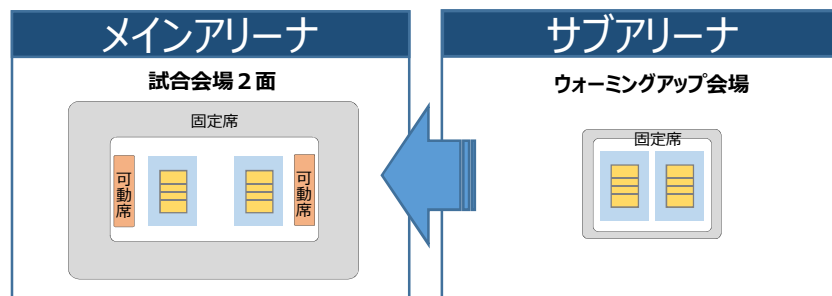 メインアリーナ
試合会場２面
固定席
可動席
可動席
サブアリーナ
ウォーミングアップ会場
固定席